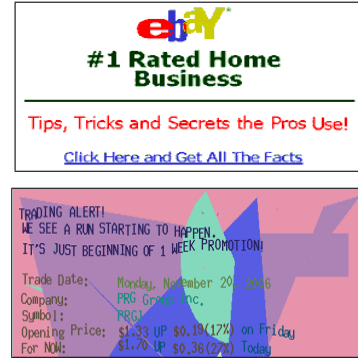 ebaY
#1 Rated Home
Business
Tips, Tricks and Secrets the Pros Use!
Click Here and Get All The Facts
TRADING ALERT!
WE SEE A RUN STARTING TO HAPPEN.
IT'S JUST BEGINNING OF 1 WEEK PROMOTION!
Trade Date: Monday, November 20, 2006
Company: PRG Group Inc.
Symbol: PRGJ
Opening Price: $1.33 UP $0.19(17%) on Friday
For NOW: $1.70 UP $0.36(27%) Today